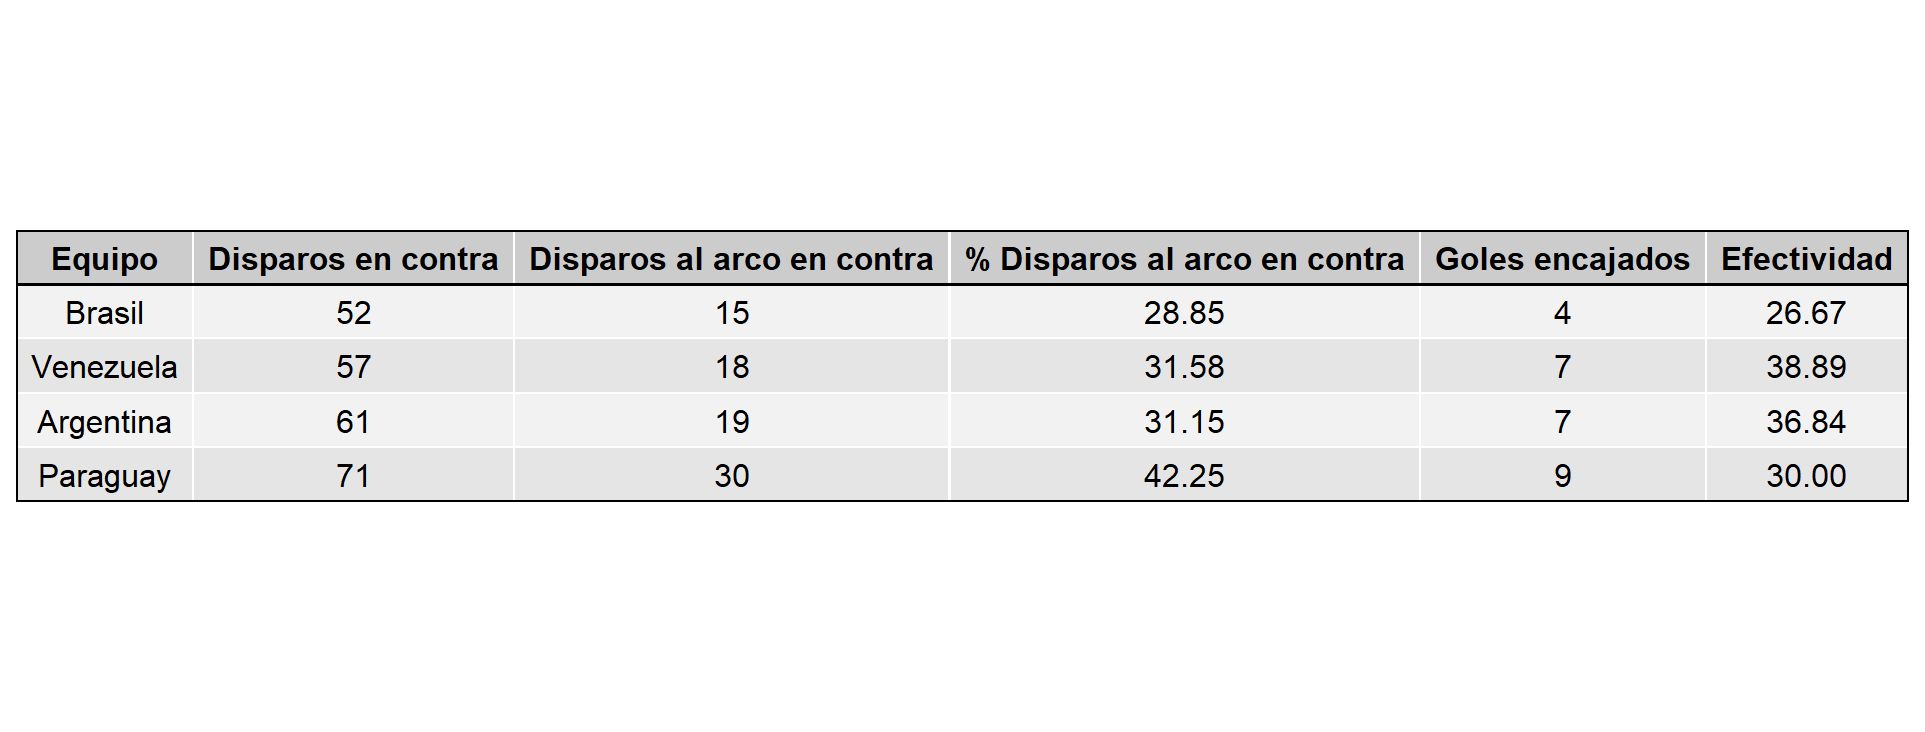 Equipo Disparos en contra Disparos al arco en contra % Disparos al arco en contra Goles encajados Efectividad
Brasil 52 15 28.85 4 26.67
Venezuela 57 18 31.58 7 38.89
Argentina 61 19 31.15 7 36.84
Paraguay 71 30 42.25 9 30.00